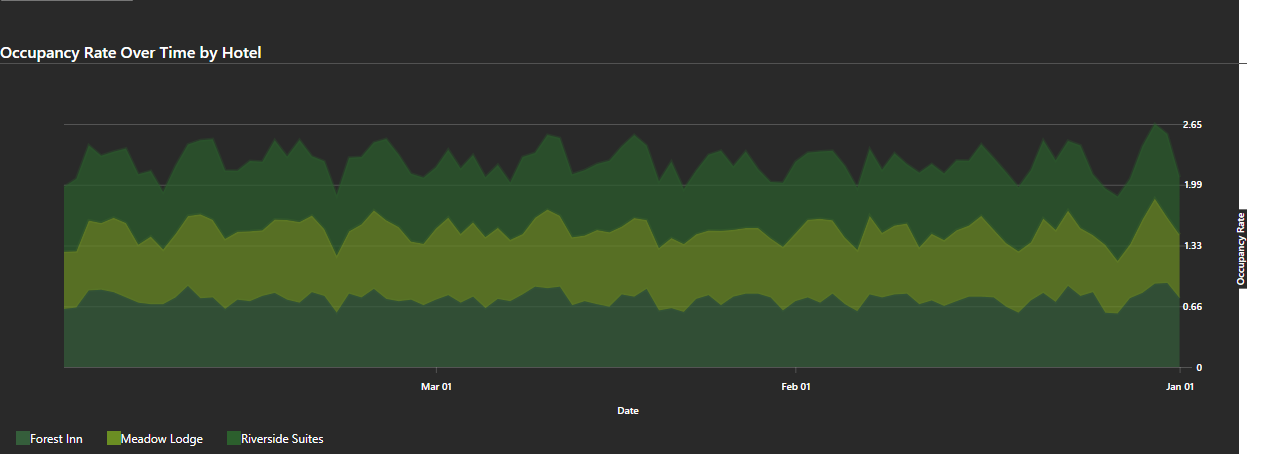 Occupancy Rate Over Time by Hotel
2.65
1.99
1.33
0.66
0
Occupancy Rate
Mar 01
Feb 01
Jan 01
Date
Forest Inn
Meadow Lodge
Riverside Suites